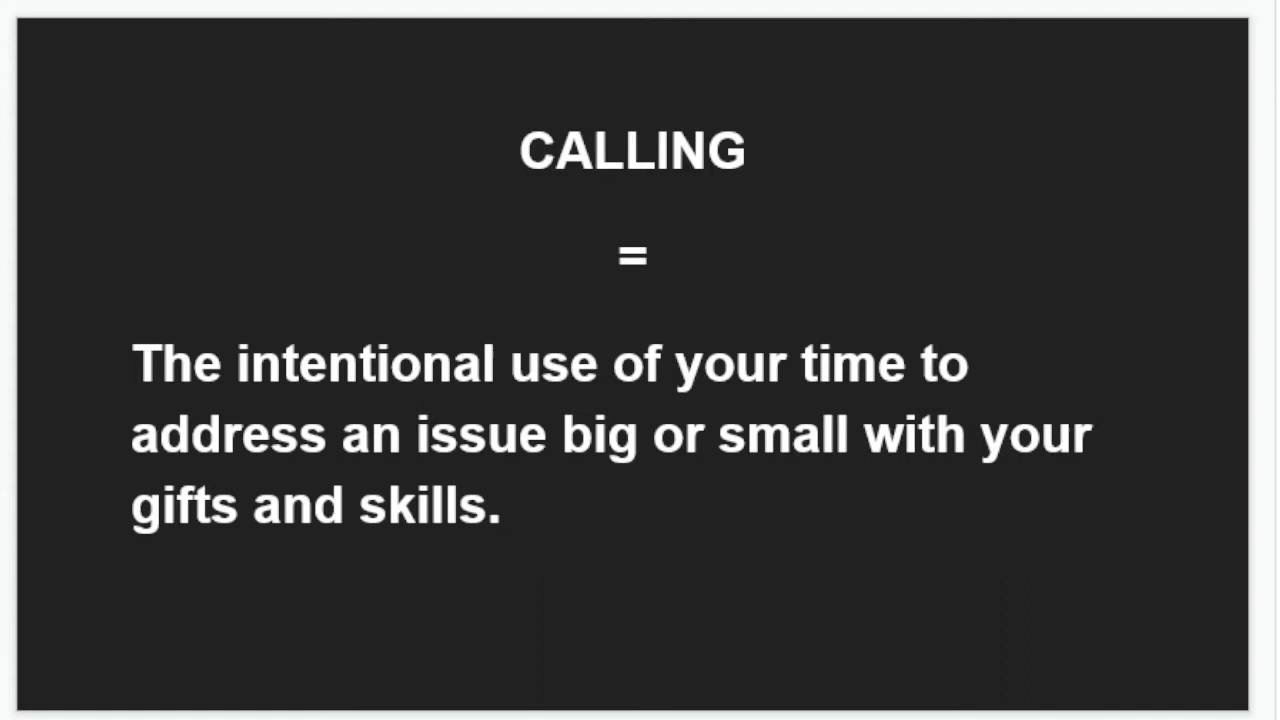 CALLING
=
The intentional use of your time to
address an issue big or small with your
gifts and skills.